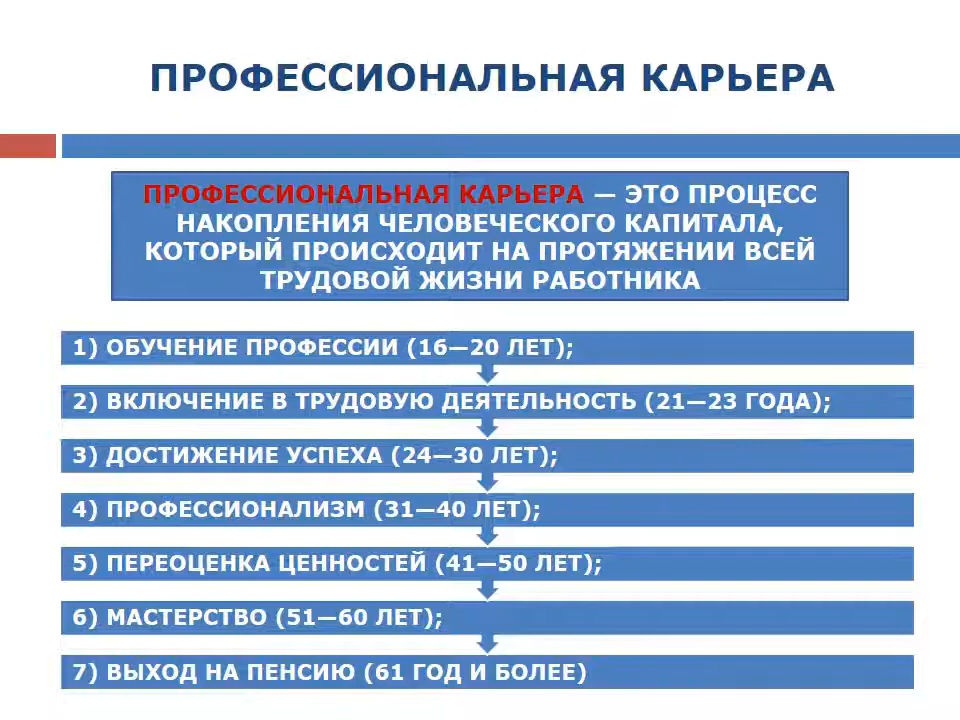 ПРОФЕССИОНАЛЬНАЯ КАРЬЕРА
ПРОФЕССИОНАЛЬНАЯ КАРЬЕРА — ЭТО ПРОЦЕСС
НАКОПЛЕНИЯ ЧЕЛОВЕЧЕСКОГО КАПИТАЛА,
КОТОРЫЙ ПРОИСХОДИТ НА ПРОТЯЖЕНИИ ВСЕЙ
ТРУДОВОЙ ЖИЗНИ РАБОТНИКА
1) ОБУЧЕНИЕ ПРОФЕССИИ (16—20 ЛЕТ);
2) ВКЛЮЧЕНИЕ В ТРУДОВУЮ ДЕЯТЕЛЬНОСТЬ (21—23 ГОДА);
3) ДОСТИЖЕНИЕ УСПЕХА (24—30 ЛЕТ);
4) ПРОФЕССИОНАЛИЗМ (31—40 ЛЕТ);
5) ПЕРЕОЦЕНКА ЦЕННОСТЕЙ (41—50 ЛЕТ);
6) МАСТЕРСТВО (51—60 ЛЕТ);
7) ВЫХОД НА ПЕНСИЮ (61 ГОД И БОЛЕЕ)